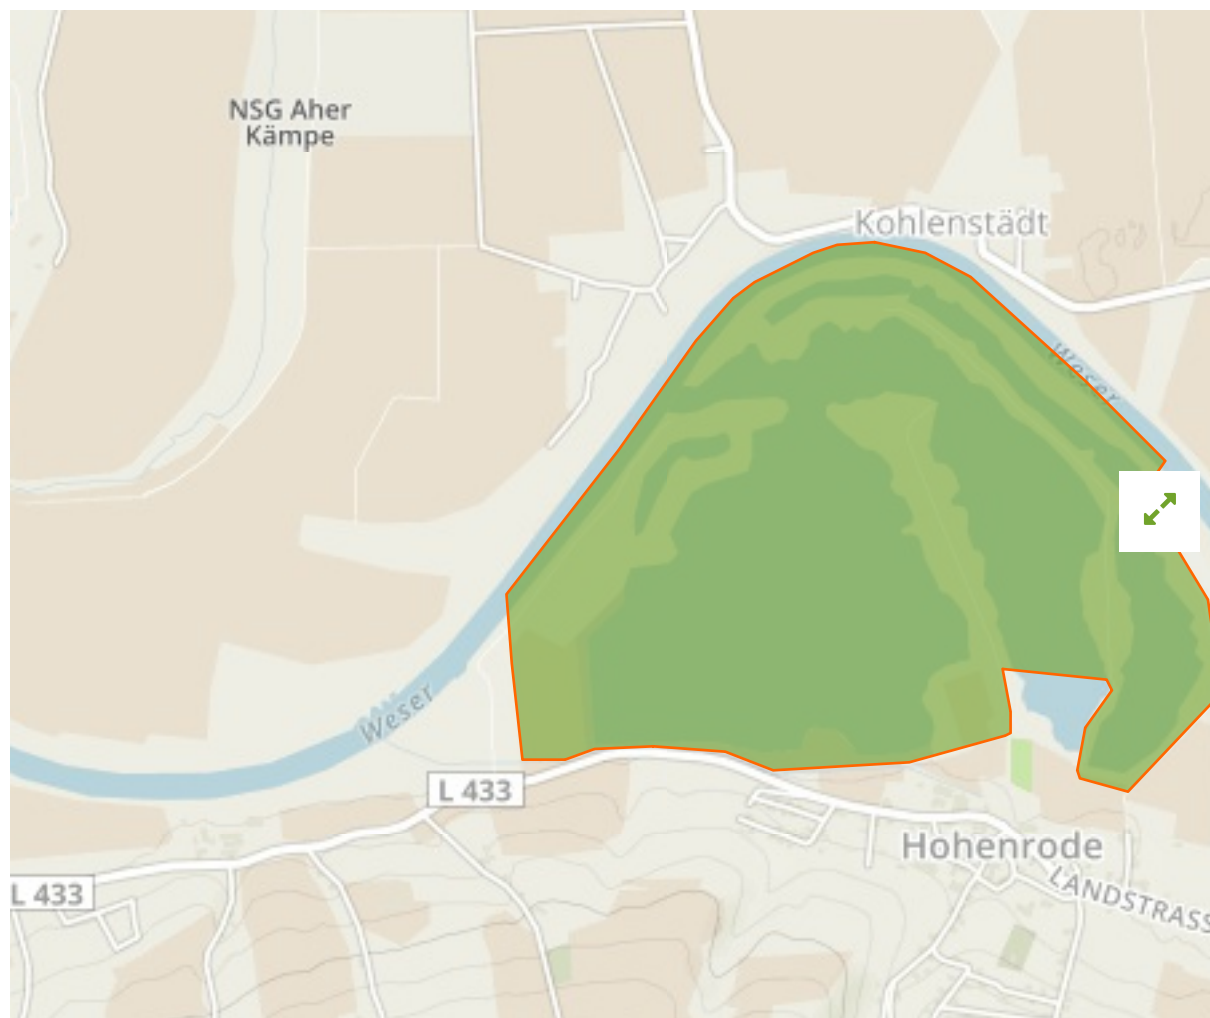 NSG Aher
Kämpe
Kohlenstädt
Weser
Weser
L 433
Hohenrode
L 433
LANDSTRASS